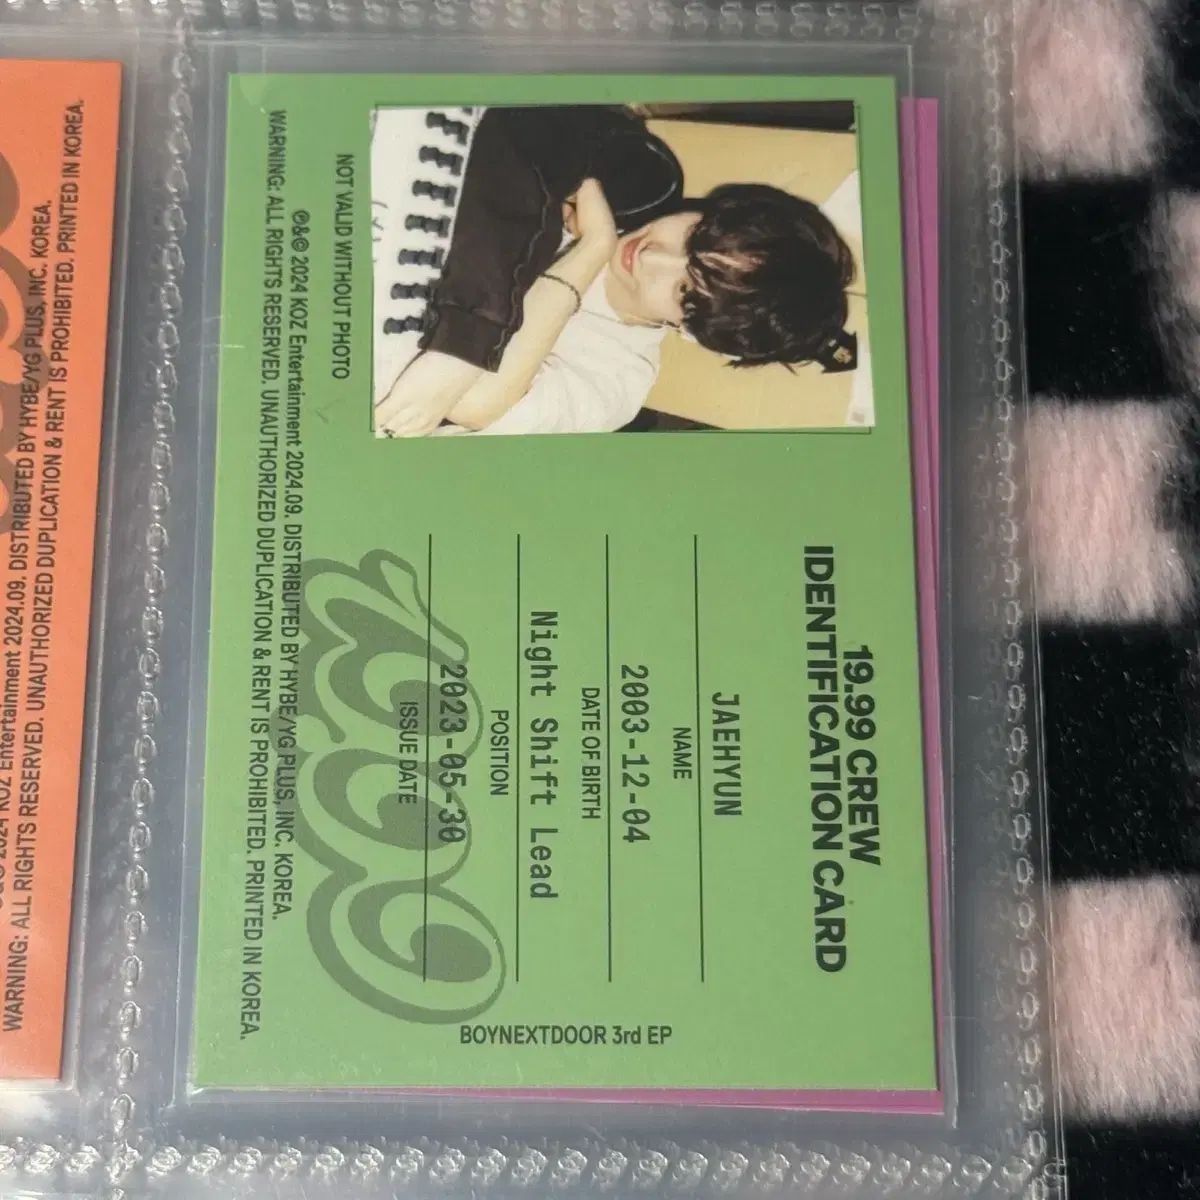 19.99 CREW
IDENTIFICATION CARD
JAEHYUN
NAME
2003-12-04
DATE OF BIRTH
Night Shift Lead
POSITION
2023-05-30
ISSUE DATE
BOYNEXTDOOR 3rd EP
NOT VALID WITHOUT PHOTO
℗&© 2024 KOZ Entertainment 2024.09. DISTRIBUTED BY HYBE/YG PLUS, INC. KOREA.
WARNING: ALL RIGHTS RESERVED. UNAUTHORIZED DUPLICATION & RENT IS PROHIBITED. PRINTED IN KOREA.
2024 KOZ Entertainment 2024.09. DISTRIBUTED BY HYBE/YG PLUS, INC. KOREA.
WARNING: ALL RIGHTS RESERVED. UNAUTHORIZED DUPLICATION & RENT IS PROHIBITED. PRINTED IN KOREA.